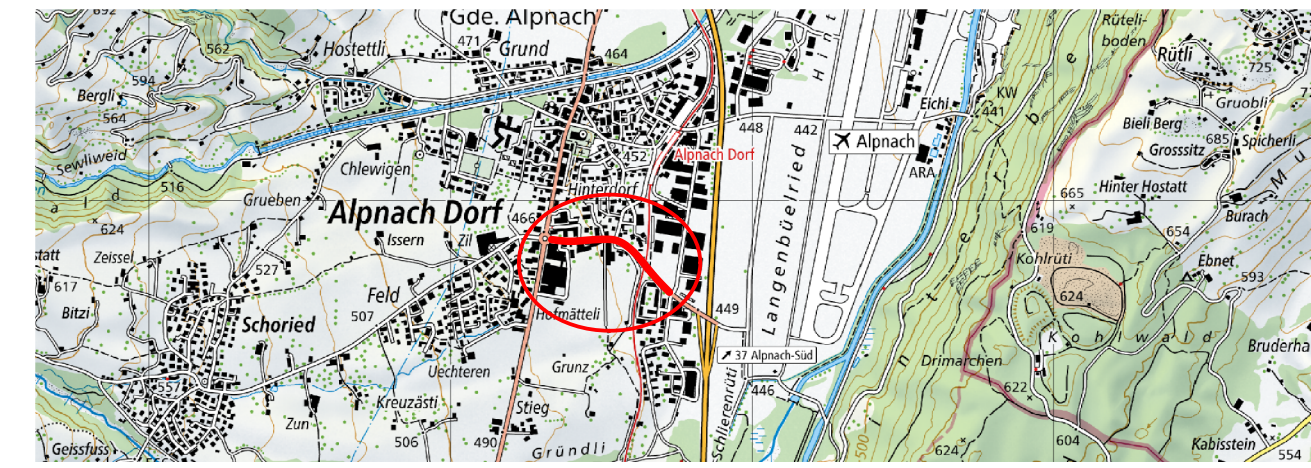 692
Gde. Alpnach
Rüteli-
boden
562
Hostettli
471
Grund
464
Rütli
594
Bergli
564
725
Gruobli-
KW
441
Eichi
Bieli Berg
Spicherli
448
442
685
Grosssitz
Alpnach
sewliweid
Chlewigen
452
Alpnach Dorf
ARA
516
Grueben
Hinterdorf
665
Hinter Hostatt
Burach
624
Alpnach Dorf
466
619
654
Issern
Zil
Zeissel
527
Kohlrüti
Ebnet
593
617
Feld
507
Langenbüelried
624
Bitzi
Schoried
Hofmätteli
449
Kohlwald
37 Alpnach-Süd
Drimarchen
Bruderha
557
Uechteren
Grunz
446
622
Kreuzästi
Stieg
Schlierenrüti
Zun
506
490
Gründli
500
604
Geissfuss
624
Kabisstein
554